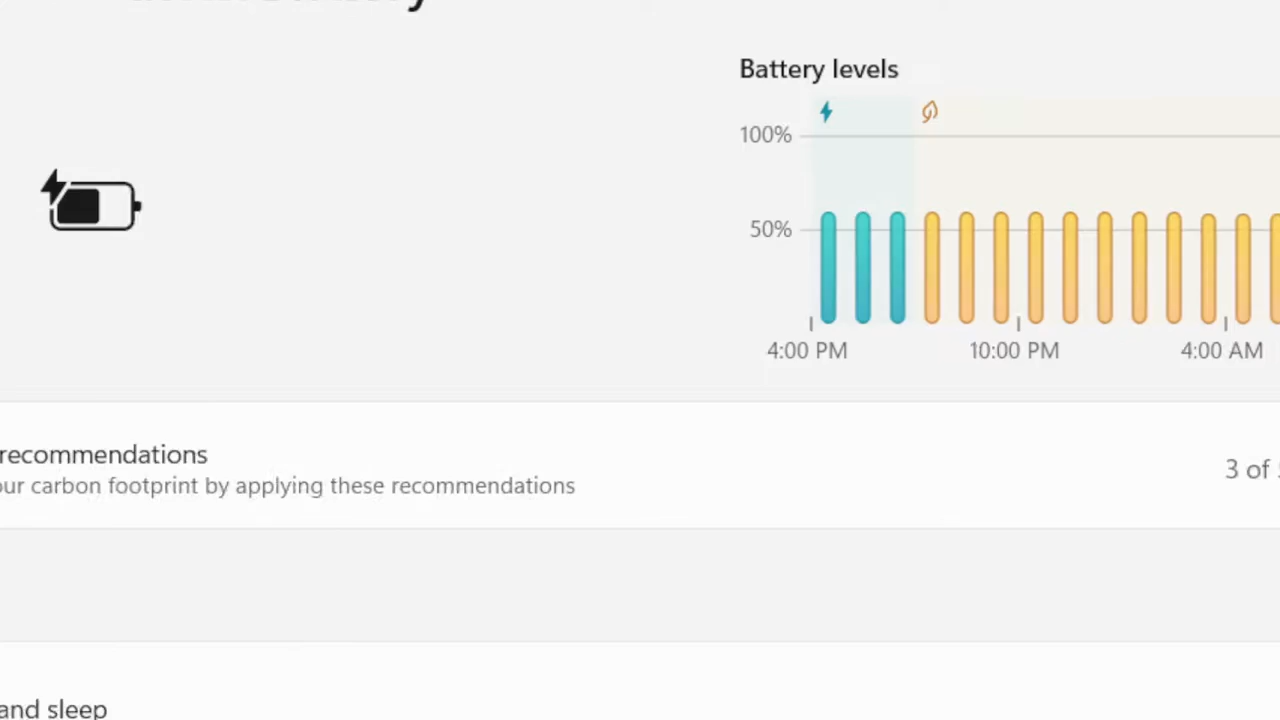 Battery levels
100%
50%
4:00 PM 10:00 PM 4:00 AM
recommendations
our carbon footprint by applying these recommendations
3 of
and sleep